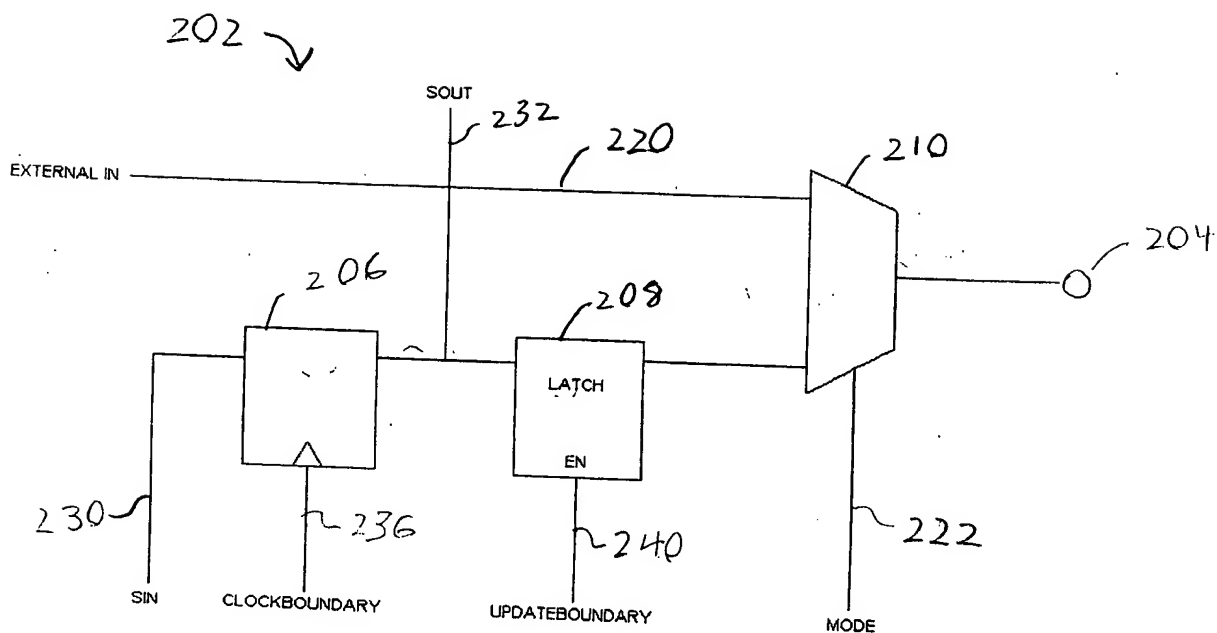 202
SOUT
232
220
210
EXTERNAL IN
204
206
208
LATCH
EN
230
236
240
222
SIN
CLOCKBOUNDARY
UPDATEBOUNDARY
MODE